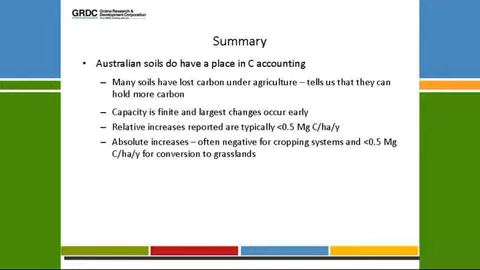 GRDC
Grains Research &
Development Corporation
Summary
• Australian soils do have a place in C accounting
– Many soils have lost carbon under agriculture – tells us that they can
hold more carbon
– Capacity is finite and largest changes occur early
– Relative increases reported are typically <0.5 Mg C/ha/y
– Absolute increases – often negative for cropping systems and <0.5 Mg
C/ha/y for conversion to grasslands